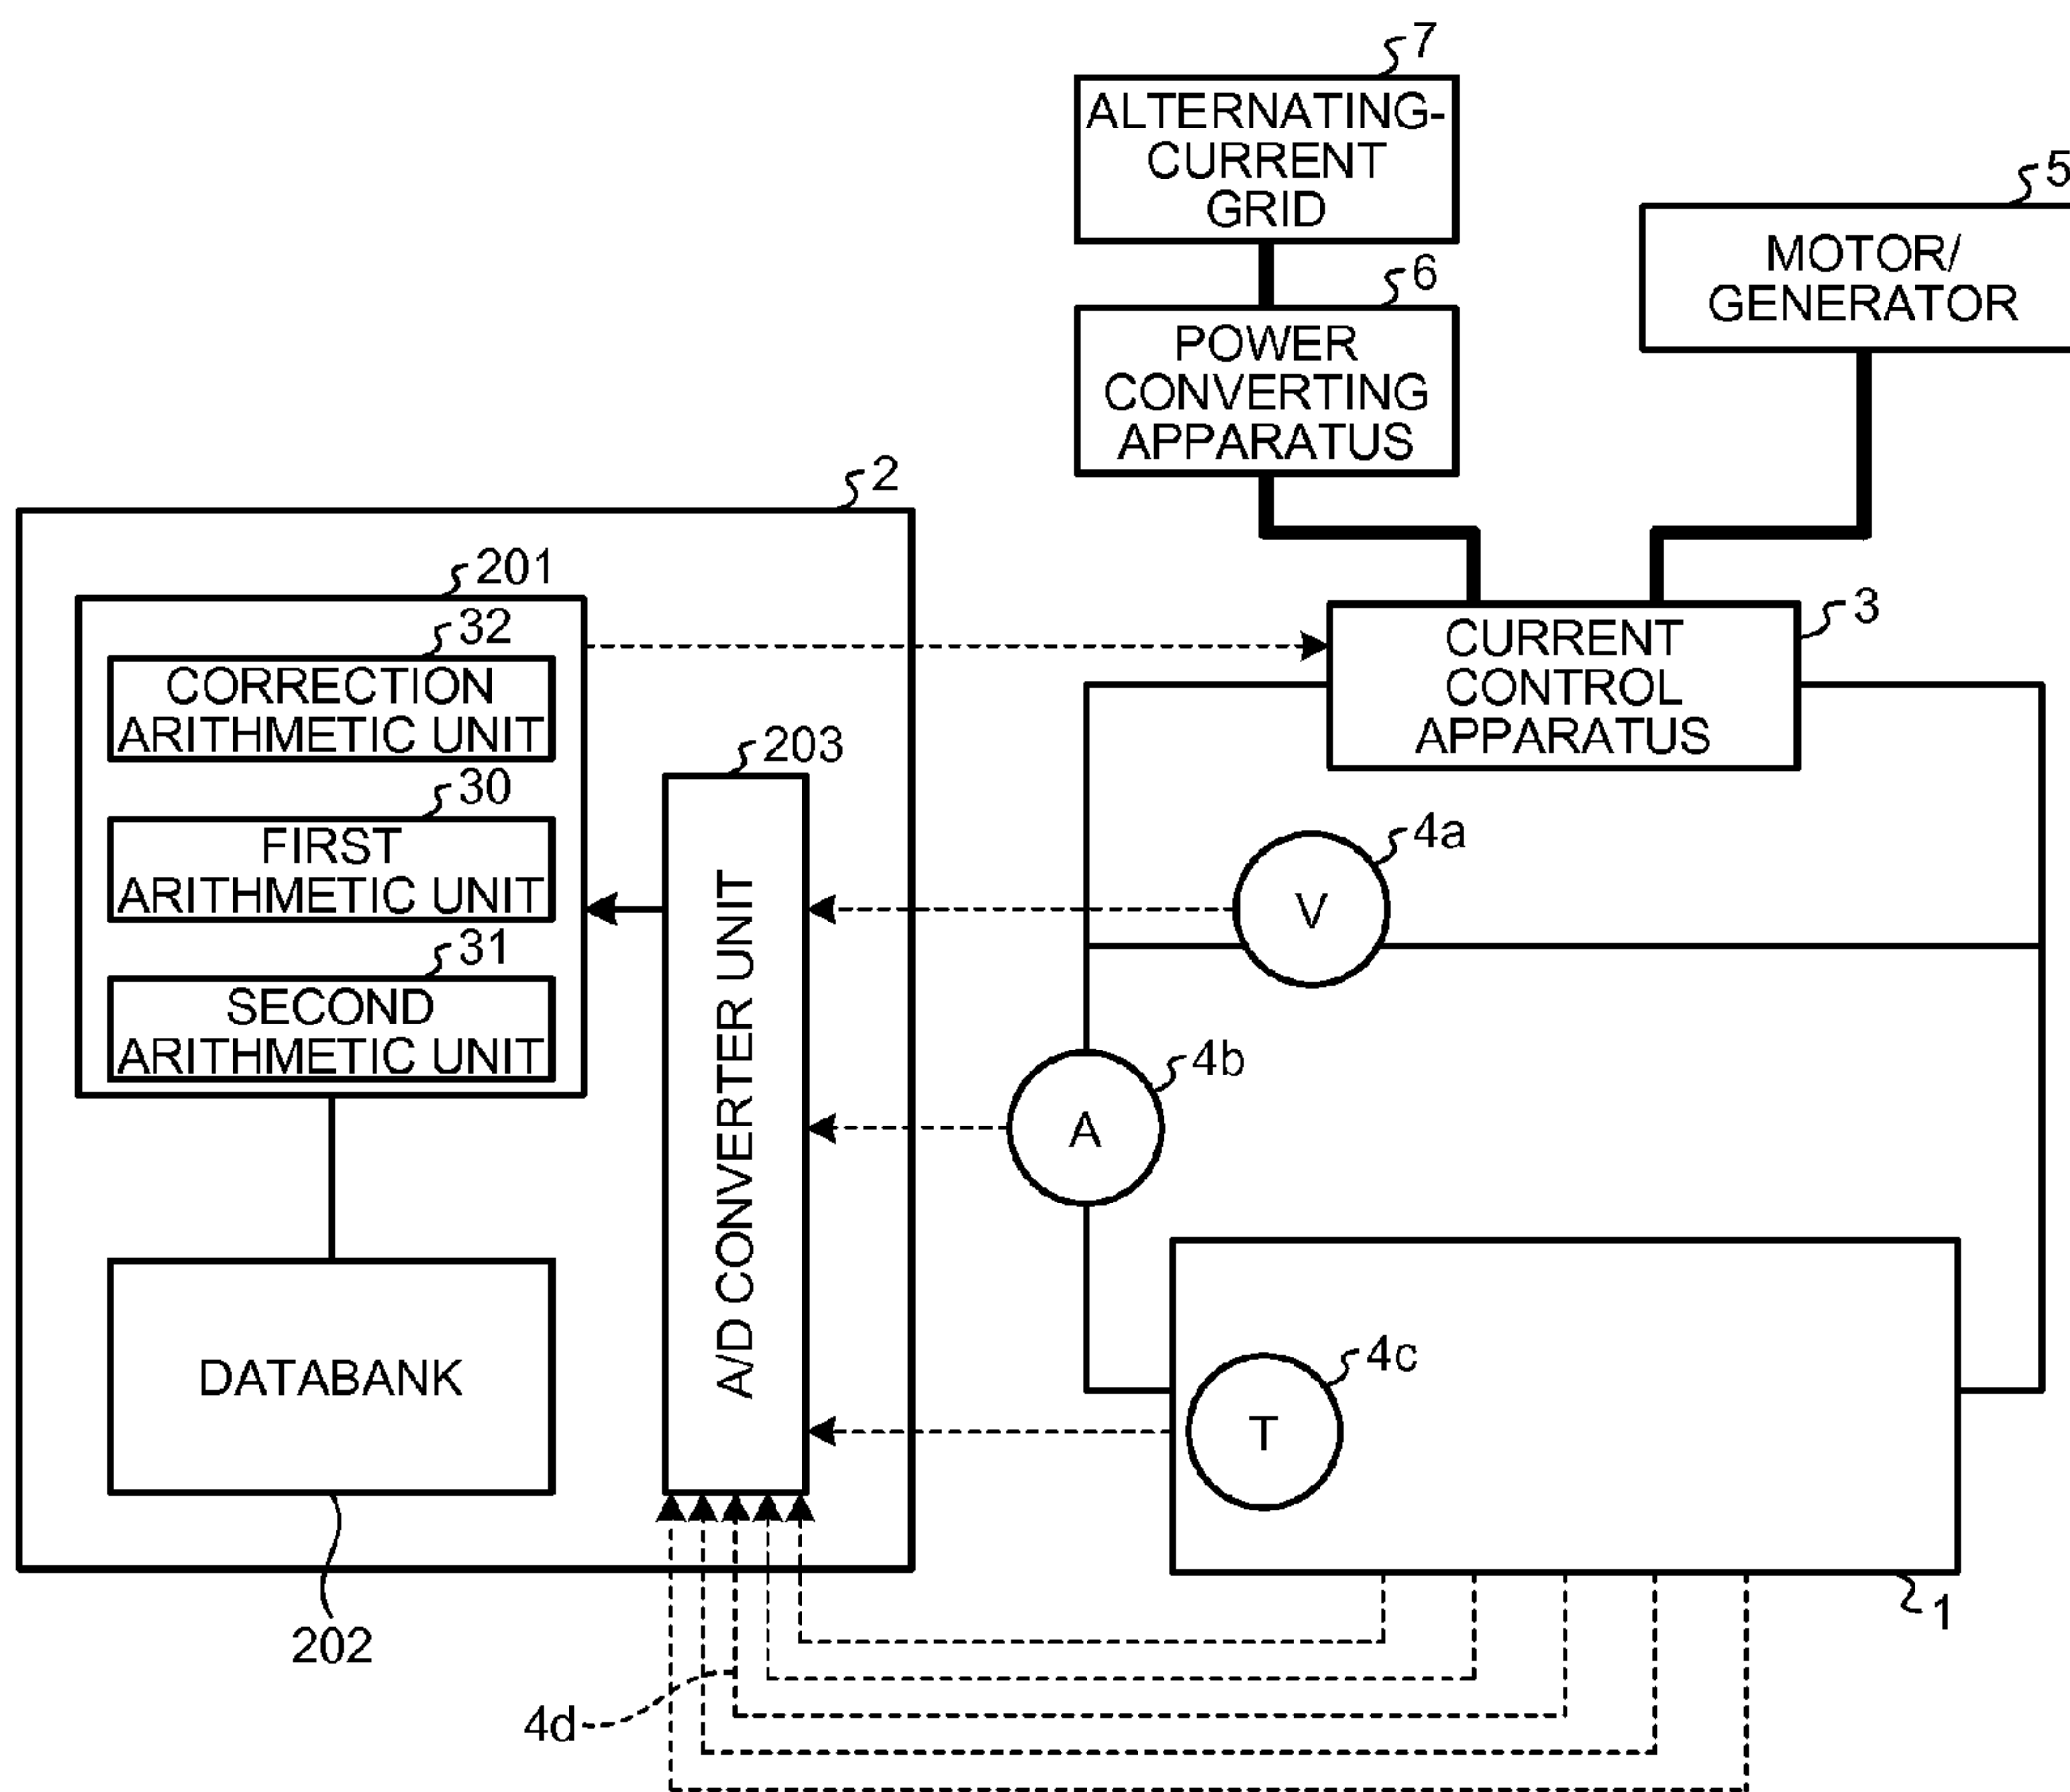 7
ALTERNATING-
CURRENT
GRID
5
MOTOR/
GENERATOR
6
POWER
CONVERTING
APPARATUS
2
201
32
CORRECTION
ARITHMETIC UNIT
3
CURRENT
CONTROL
APPARATUS
203
30
FIRST
ARITHMETIC UNIT
4a
V
31
SECOND
ARITHMETIC UNIT
A/D CONVERTER UNIT
4b
A
DATABANK
4c
T
202
1
4d